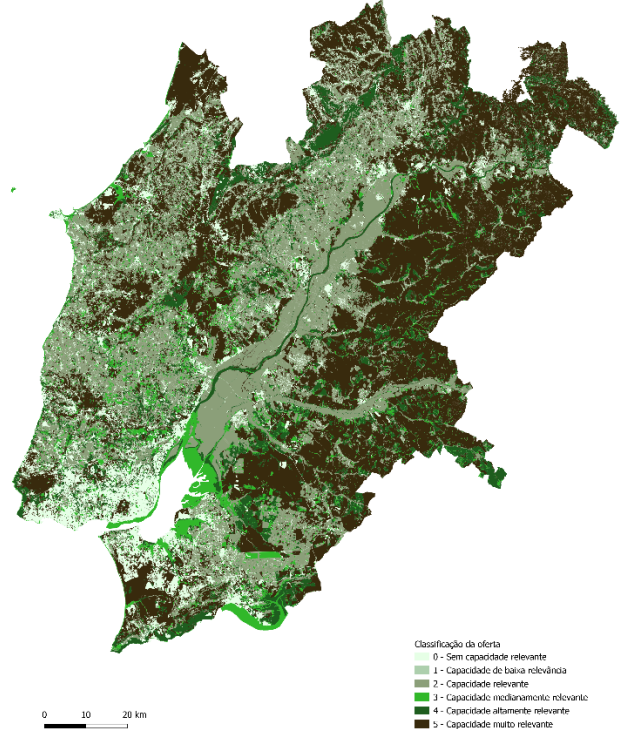 Classificação da oferta
0 - Sem capacidade relevante
1 - Capacidade de baixa relevância
2 - Capacidade relevante
3 - Capacidade medianamente relevante
4 - Capacidade altamente relevante
5 - Capacidade muito relevante
0 10 20 km